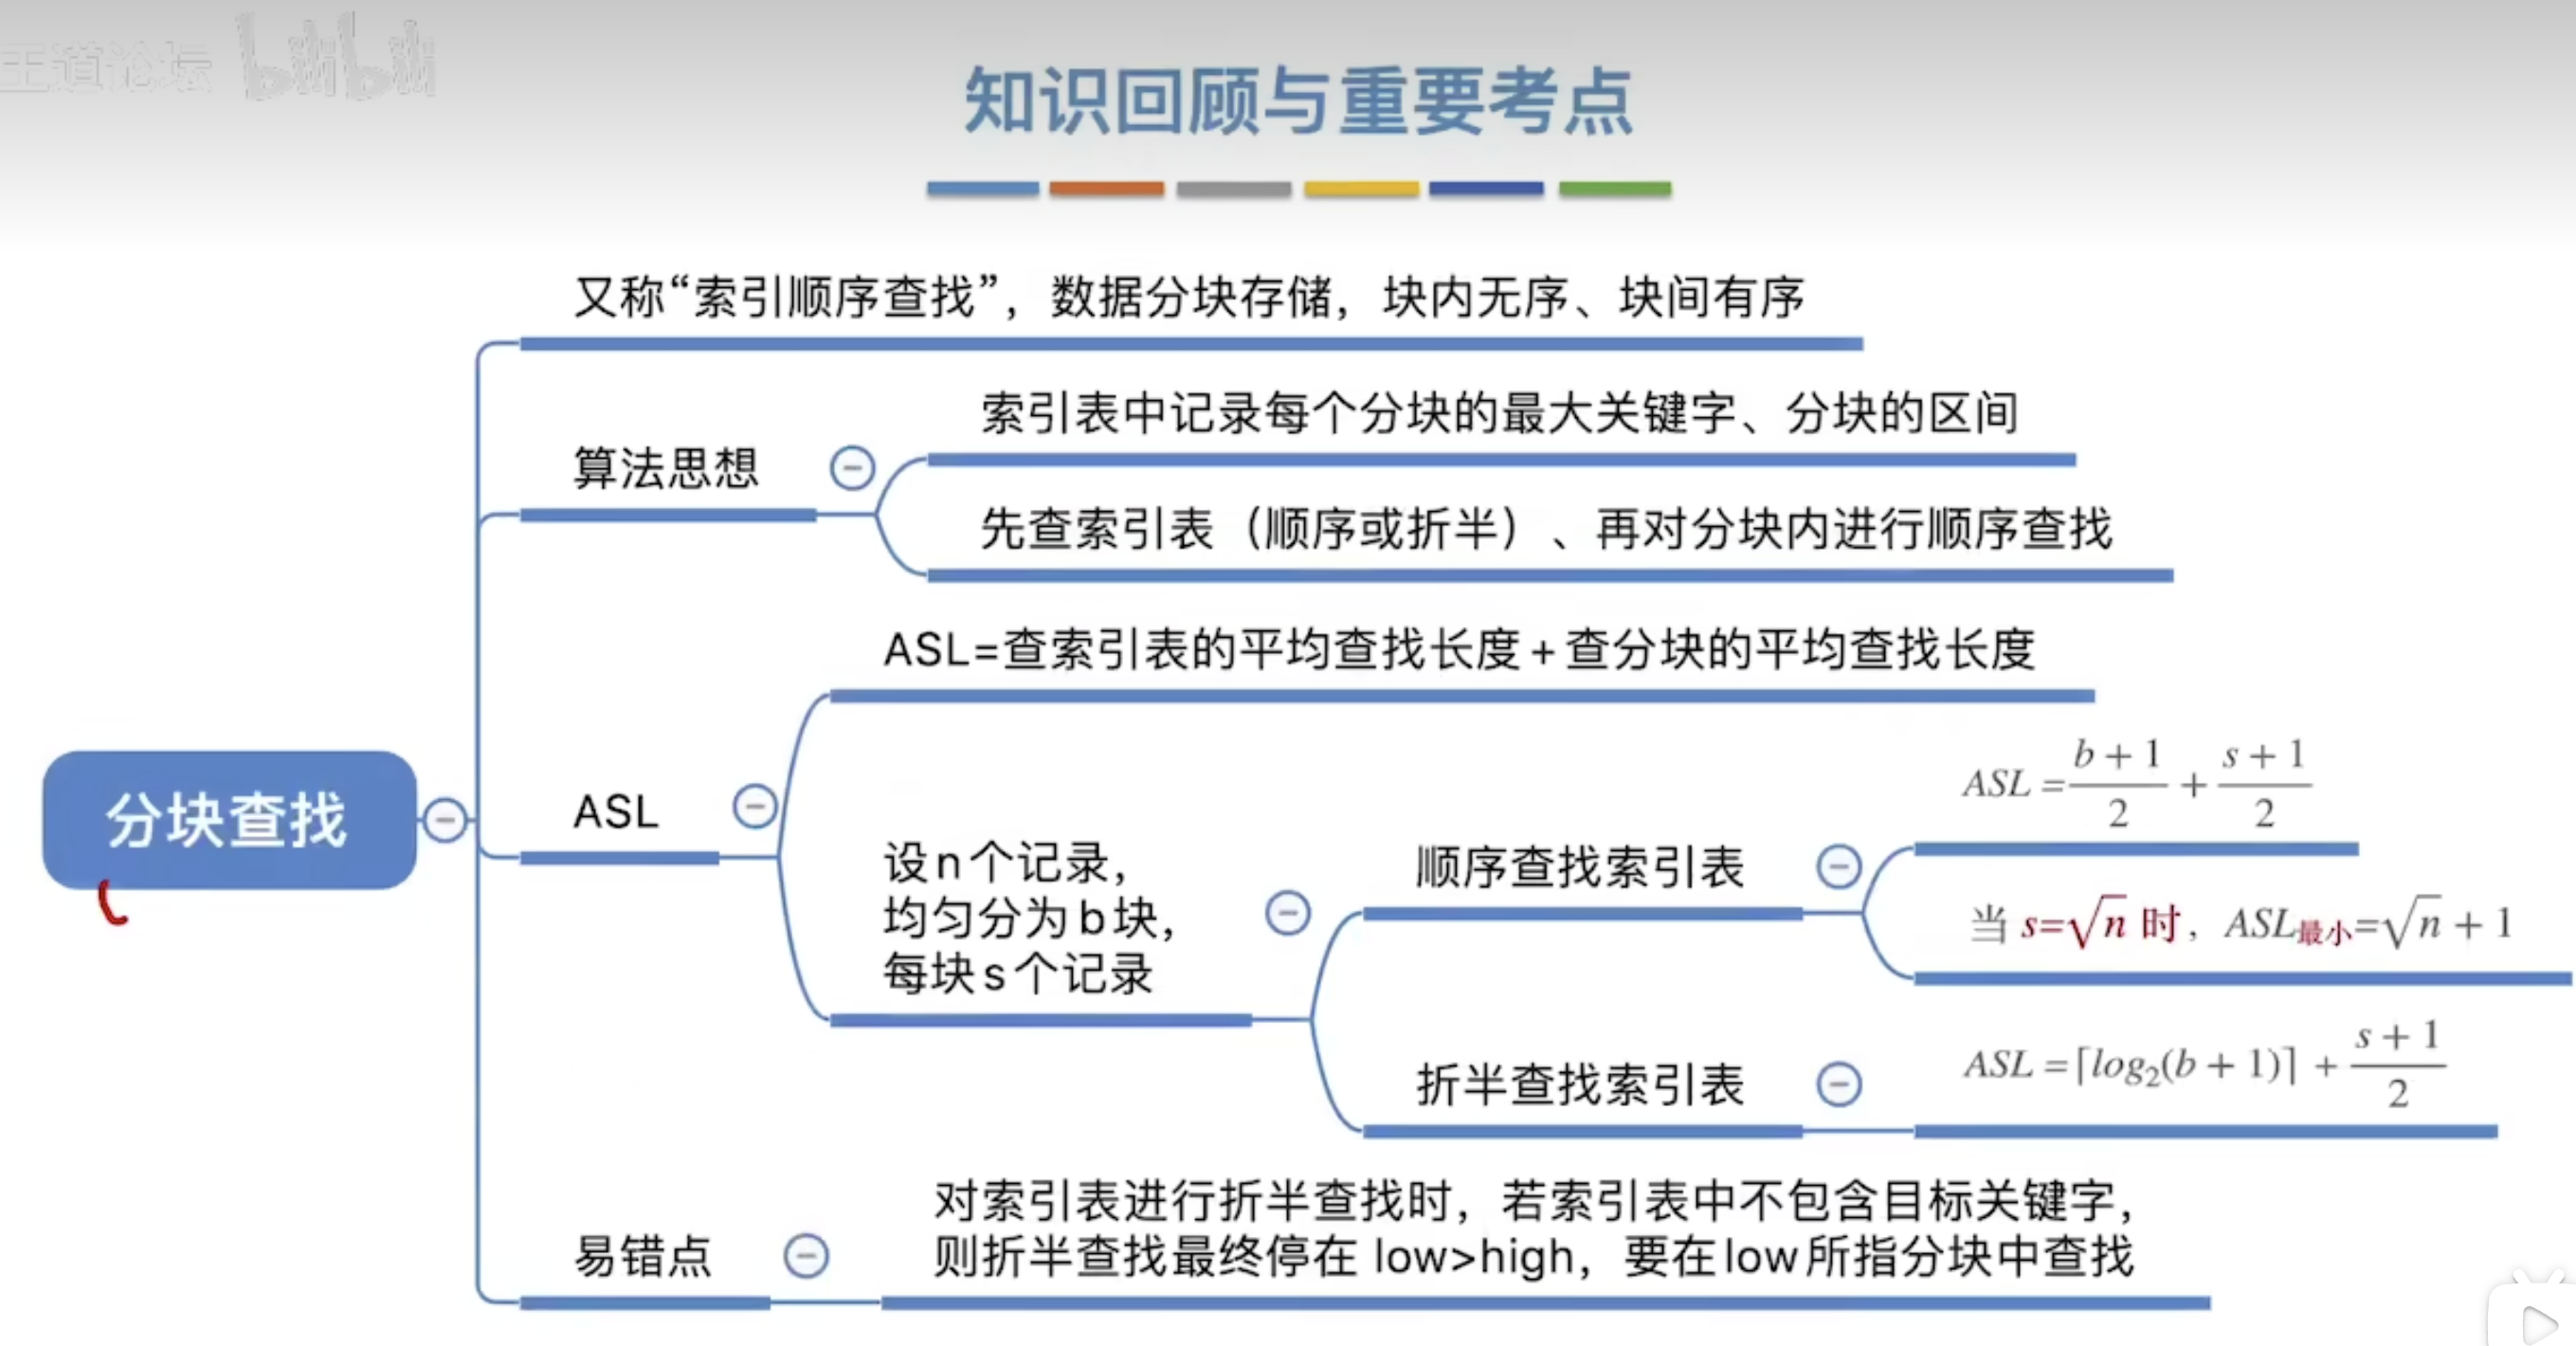 王道论坛 bilibili
知识回顾与重要考点
又称“索引顺序查找”，数据分块存储，块内无序、块间有序
算法思想
索引表中记录每个分块的最大关键字、分块的区间
先查索引表（顺序或折半）、再对分块内进行顺序查找
分块查找
ASL
ASL=查索引表的平均查找长度+查分块的平均查找长度
设n个记录，
均匀分为b块，
每块s个记录
顺序查找索引表
ASL = (b + 1)/2 + (s + 1)/2
当 s=√n 时，ASL最小=√n + 1
折半查找索引表
ASL = ⌈log₂(b + 1)⌉ + (s + 1)/2
易错点
对索引表进行折半查找时，若索引表中不包含目标关键字，
则折半查找最终停在 low>high，要在low所指分块中查找